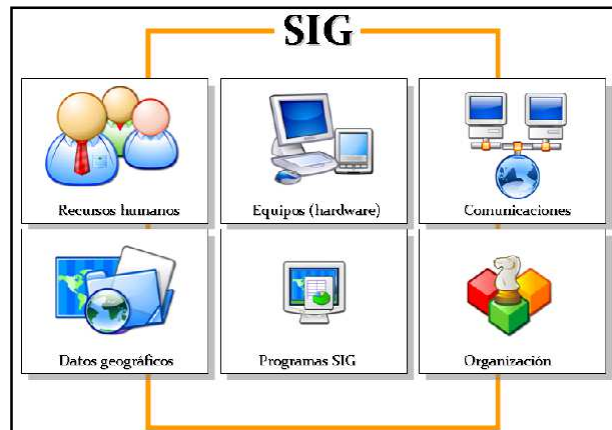 SIG
Recursos humanos
Equipos (hardware)
Comunicaciones
Datos geográficos
Programas SIG
Organización